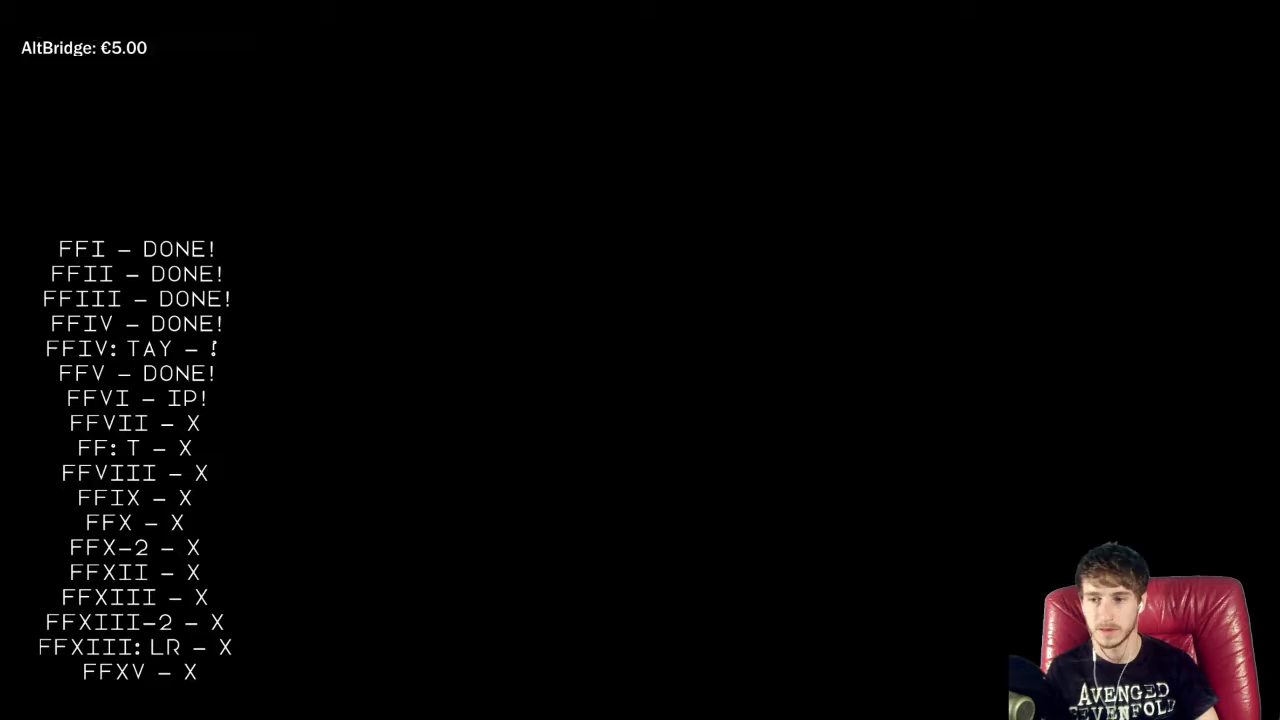 AltBridge: €5.00
FFI - DONE!
FFII - DONE!
FFIII - DONE!
FFIV - DONE!
FFIV: TAY - !
FFV - DONE!
FFVI - IP!
FFVII - X
FF: T - X
FFVIII - X
FFIX - X
FFX - X
FFX-2 - X
FFXII - X
FFXIII - X
FFXIII-2 - X
FFXIII: LR - X
FFXV - X
AVENGED
SEVENFOLD